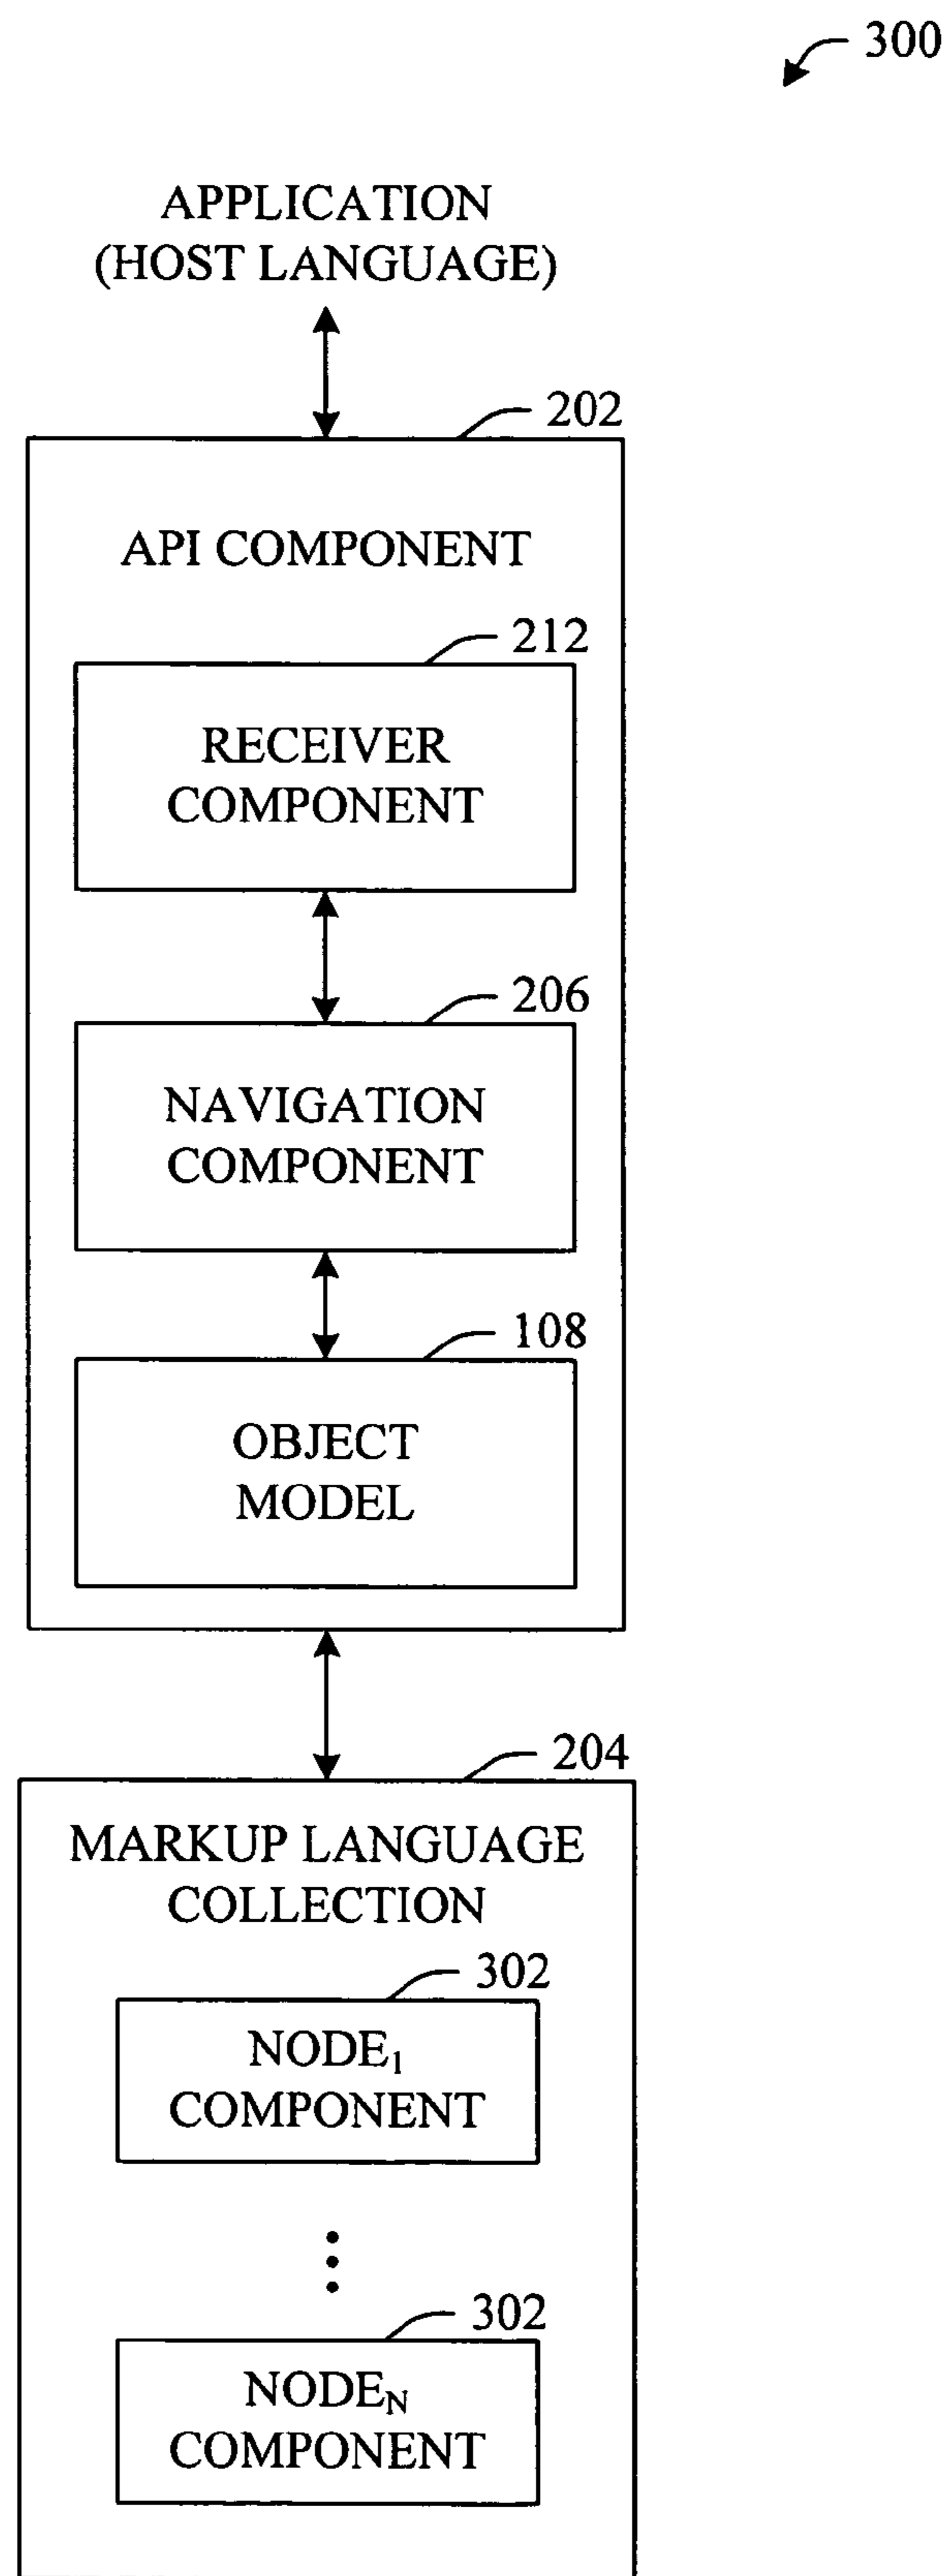 300
APPLICATION
(HOST LANGUAGE)
202
API COMPONENT
212
RECEIVER
COMPONENT
206
NAVIGATION
COMPONENT
108
OBJECT
MODEL
204
MARKUP LANGUAGE
COLLECTION
302
NODE₁
COMPONENT
302
NODE_N
COMPONENT